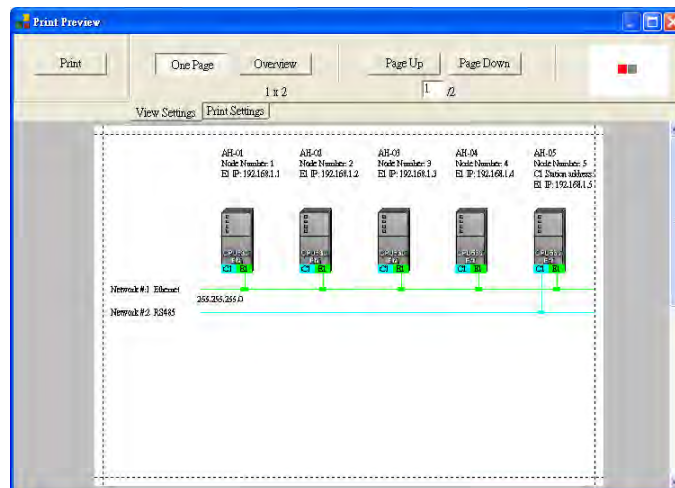 Print Preview
Print
One Page
Overview
Page Up
Page Down
1 x 2
1 /2
View Settings
Print Settings
AH-01
Node Number: 1
E1 IP: 192.168.1.1
AH-02
Node Number: 2
E1 IP: 192.168.1.2
AH-03
Node Number: 3
E1 IP: 192.168.1.3
AH-04
Node Number: 4
E1 IP: 192.168.1.4
AH-05
Node Number: 5
C1 Station address:
E1 IP: 192.168.1.5
C1 E1
C1 E1
C1 E1
C1 E1
C1 E1
Network #:1 Ethernet
255.255.255.0
Network #:2 RS485